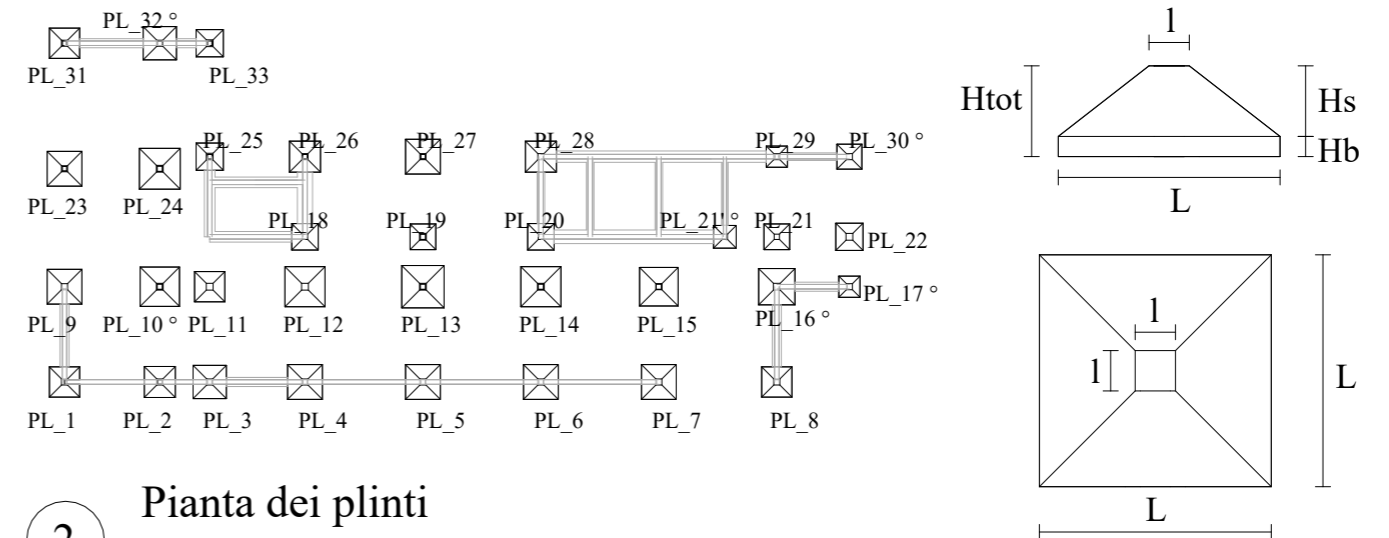 PL_32 °
PL_31 PL_33
PL_25 PL_26 PL_27 PL_28 PL_29 PL_30 °
PL_23 PL_24
PL_18 PL_19 PL_20 PL_21' ° PL_21
PL_22
PL_17 °
PL_9 PL_10 ° PL_11 PL_12 PL_13 PL_14 PL_15 PL_16 °
PL_1 PL_2 PL_3 PL_4 PL_5 PL_6 PL_7 PL_8
Pianta dei plinti
2
l
Htot Hs
Hb
L
l
l
L
L